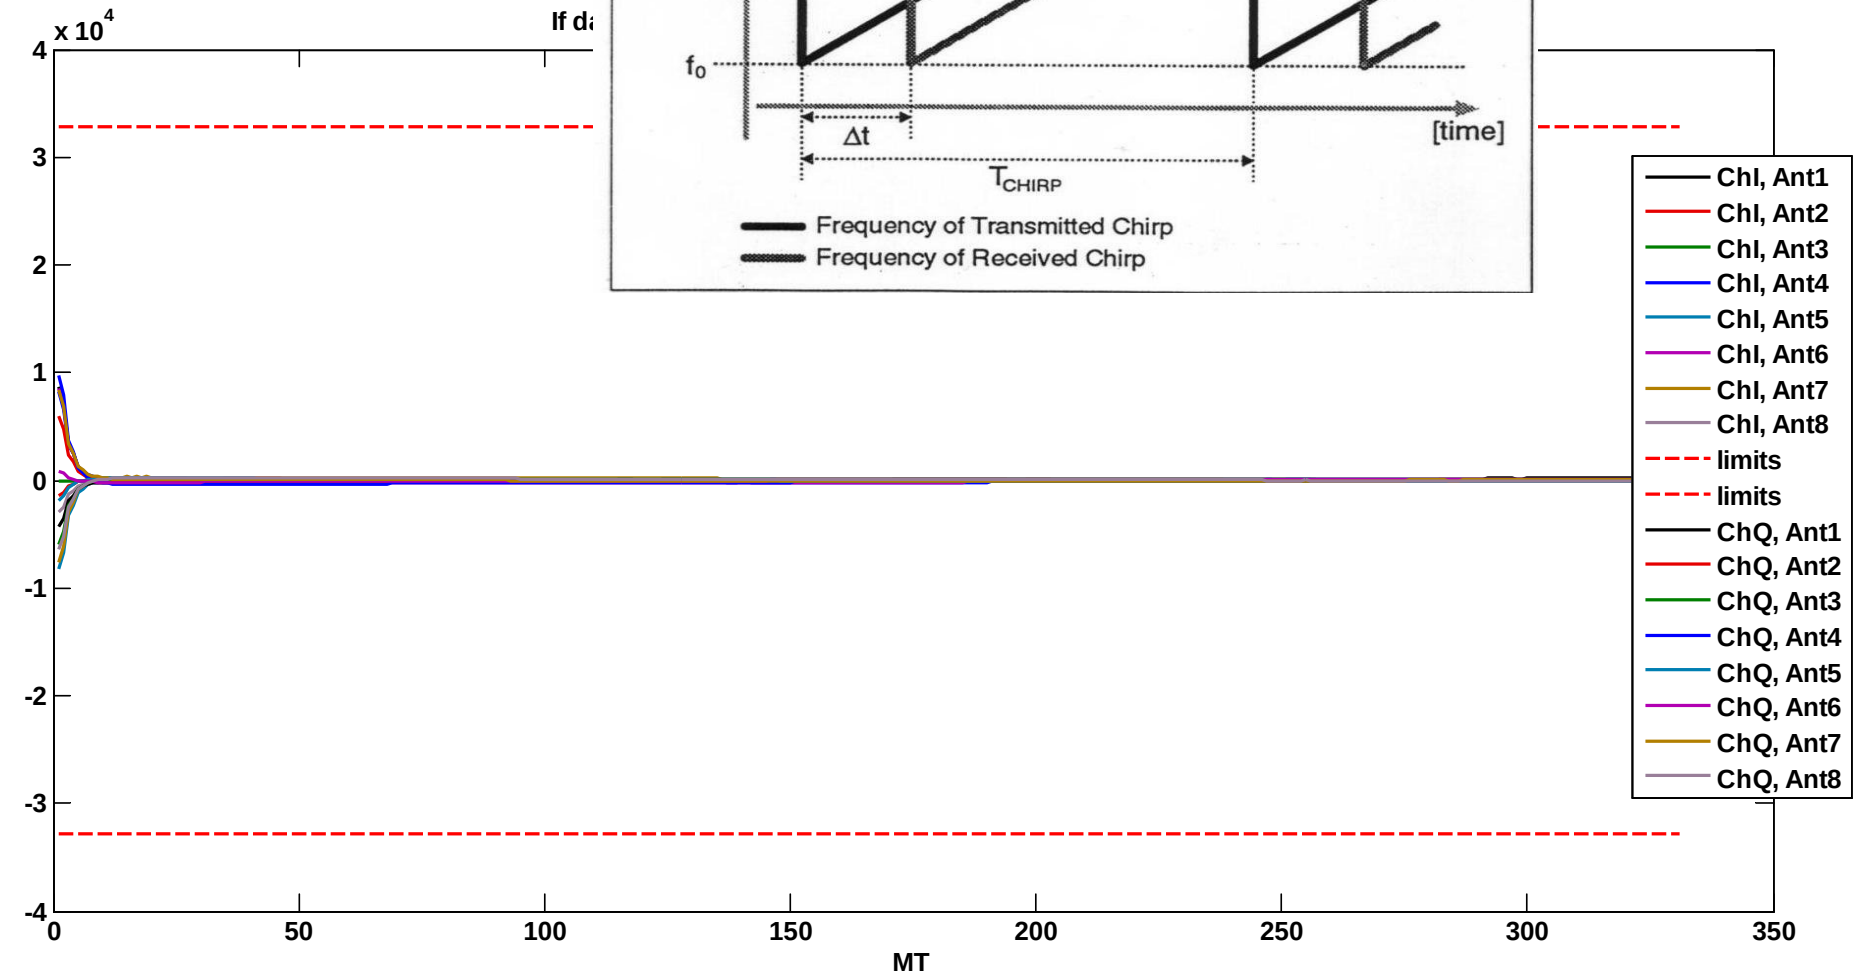 x 10^4
If da
4
3
2
1
0
-1
-2
-3
-4
0 50 100 150 200 250 300 350
MT
f₀
[time]
Δt
T_CHIRP
Frequency of Transmitted Chirp
Frequency of Received Chirp
ChI, Ant1
ChI, Ant2
ChI, Ant3
ChI, Ant4
ChI, Ant5
ChI, Ant6
ChI, Ant7
ChI, Ant8
limits
limits
ChQ, Ant1
ChQ, Ant2
ChQ, Ant3
ChQ, Ant4
ChQ, Ant5
ChQ, Ant6
ChQ, Ant7
ChQ, Ant8